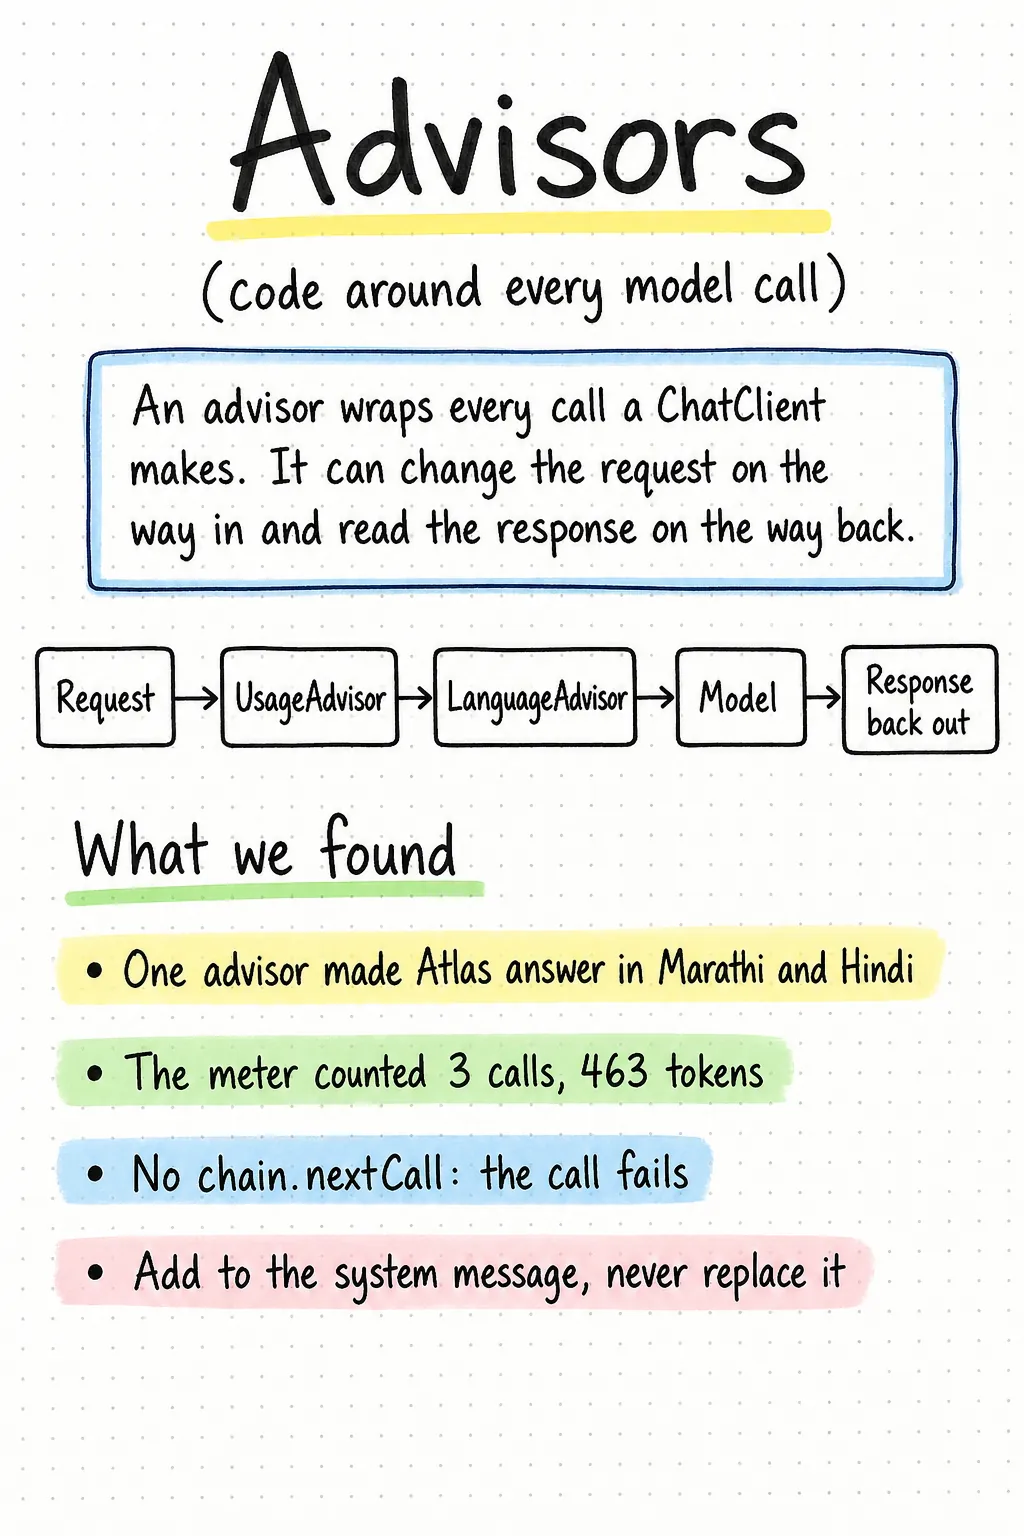 Advisors
(code around every model call)
An advisor wraps every call a ChatClient
makes. It can change the request on the
way in and read the response on the way back.
Request
UsageAdvisor
LanguageAdvisor
Model
Response
back out
What we found
• One advisor made Atlas answer in Marathi and Hindi
• The meter counted 3 calls, 463 tokens
• No chain.nextCall: the call fails
• Add to the system message, never replace it